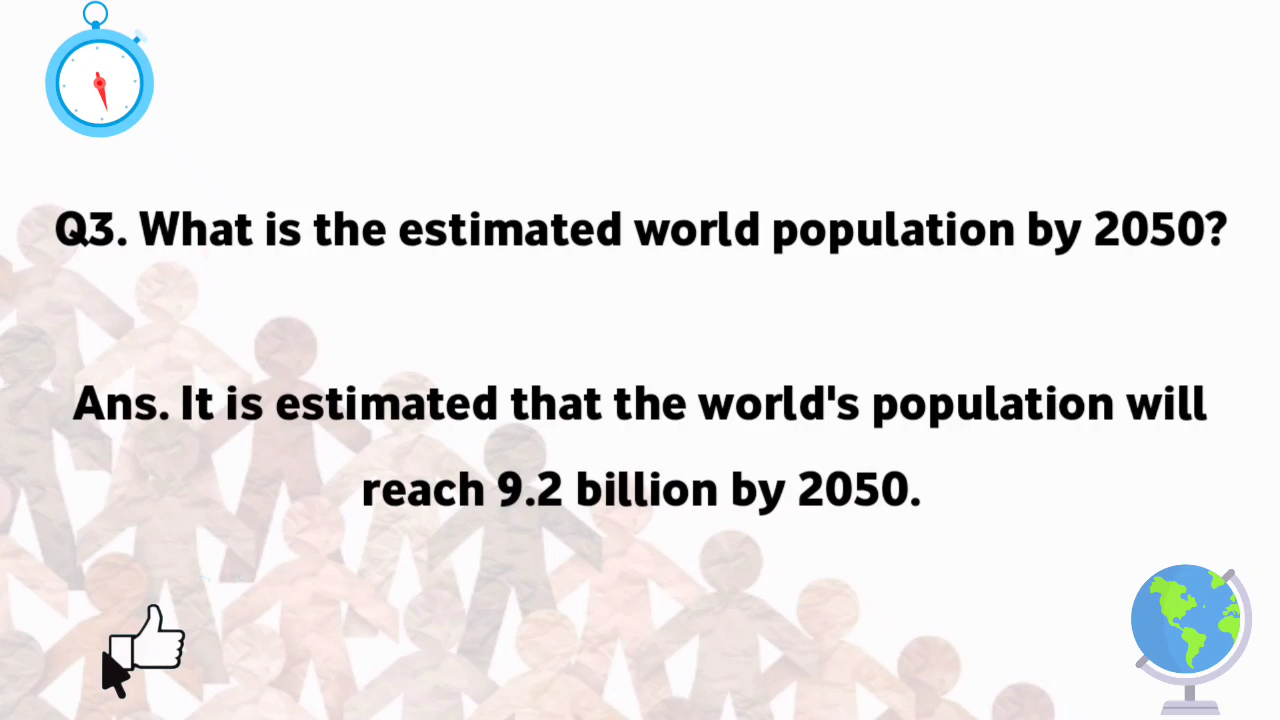 Q3. What is the estimated world population by 2050?
Ans. It is estimated that the world's population will
reach 9.2 billion by 2050.